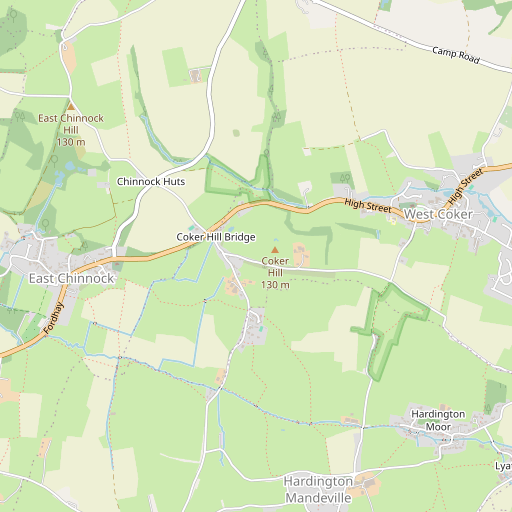 Camp Road
East Chinnock
Hill
130 m
Chinnock Huts
High Street
High Street
West Coker
Coker Hill Bridge
Coker
Hill
130 m
East Chinnock
Fordhay
Hardington
Moor
Lya
Hardington
Mandeville